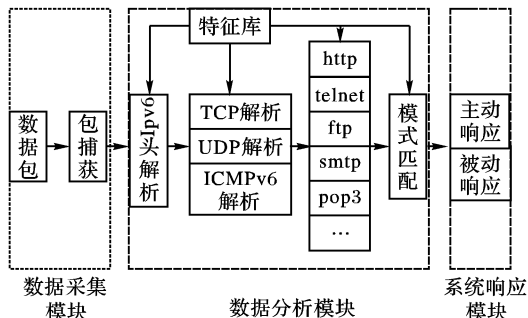 特征库
数据包
包捕获
Ipv6头解析
TCP解析
UDP解析
ICMPv6
解析
http
telnet
ftp
smtp
pop3
…
模式匹配
主动
响应
被动
响应
数据采集
模块
数据分析模块
系统响应
模块